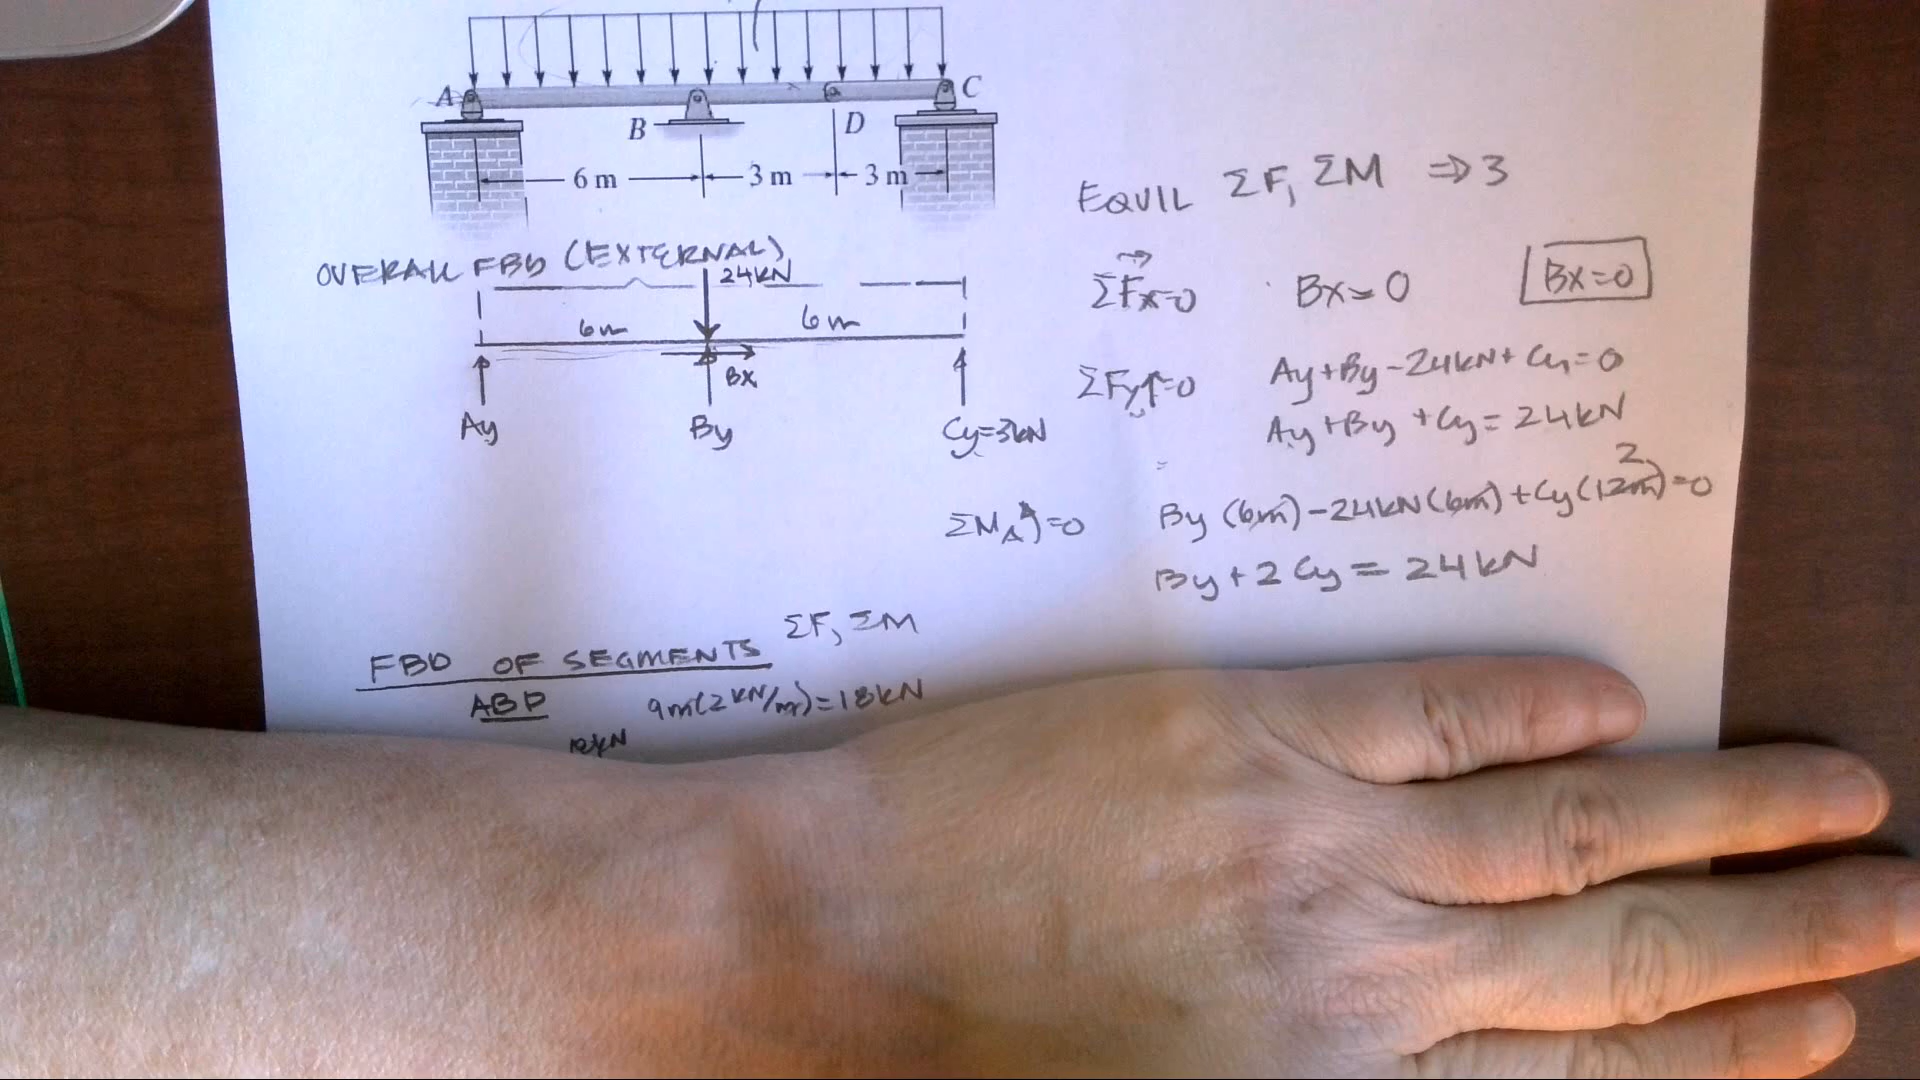 A
C
B
D
6 m
3 m
3 m
EQUIL ΣF, ΣM ⇒ 3
OVERALL FBD (EXTERNAL)
24kN
ΣFx=0 Bx=0 Bx=0
6m 6m
Bx
ΣFy↑=0 Ay+By-24kN+Cy=0
Ay By Cy=3kN
Ay+By+Cy=24kN
2
ΣMA=0 By(6m)-24kN(6m)+Cy(12m)=0
By+2Cy=24kN
FBD OF SEGMENTS ΣF, ΣM
ABD 9m(2kN/m)=18kN